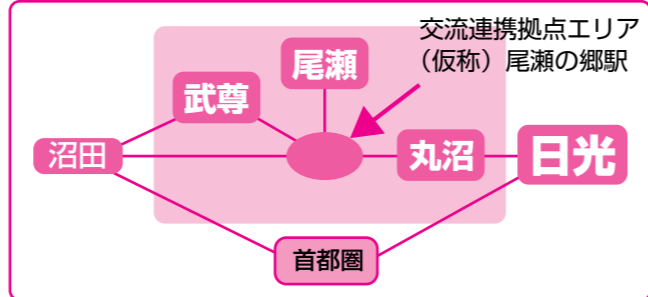 交流連携拠点エリア
（仮称）尾瀬の郷駅
尾瀬
武尊
沼田
丸沼
日光
首都圏